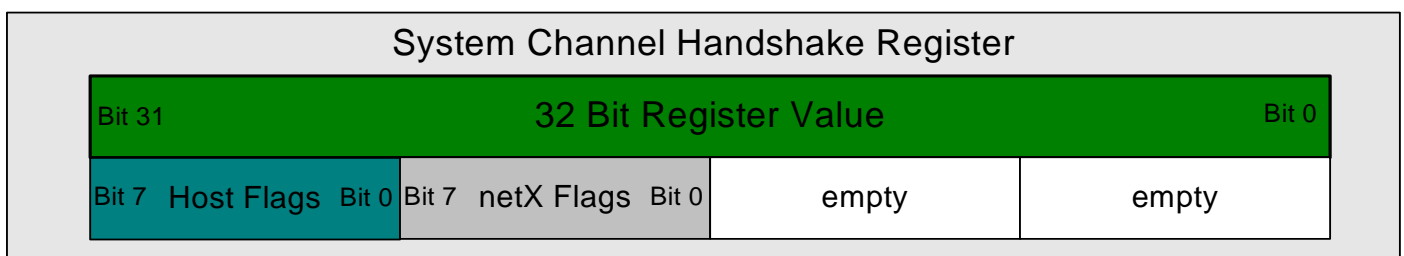 System Channel Handshake Register
Bit 31 32 Bit Register Value Bit 0
Bit 7 Host Flags Bit 0 Bit 7 netX Flags Bit 0 empty empty